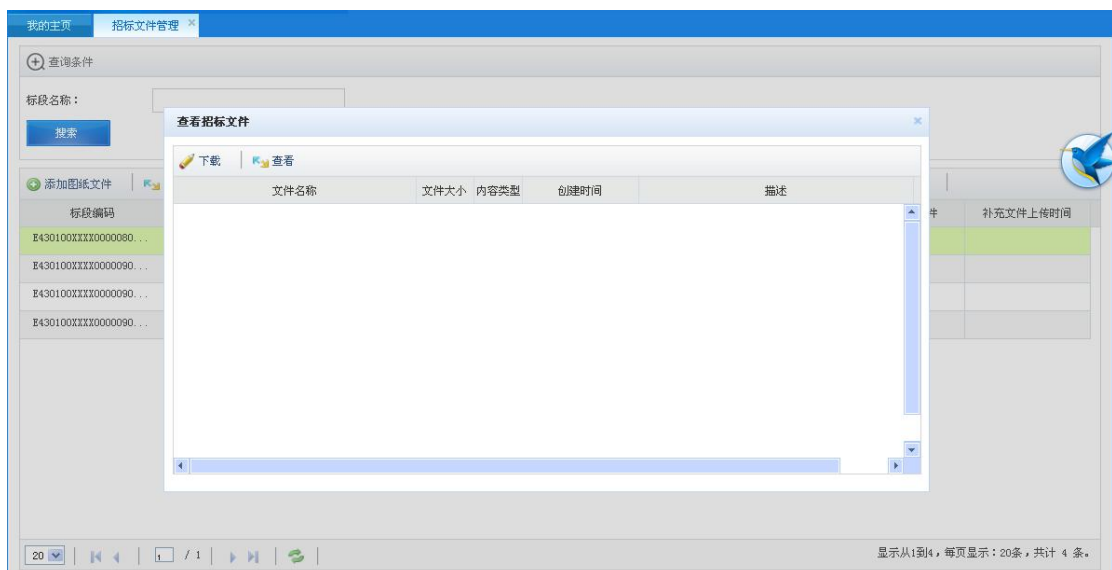 我的主页 招标文件管理
查询条件
标段名称：
搜索
查看招标文件
下载 查看
文件名称 文件大小 内容类型 创建时间 描述
添加图纸文件
标段编码 件 补充文件上传时间
E430100XXXX0000080...
E430100XXXX0000090...
E430100XXXX0000090...
E430100XXXX0000090...
20 1 / 1 显示从1到4，每页显示：20条，共计 4 条。